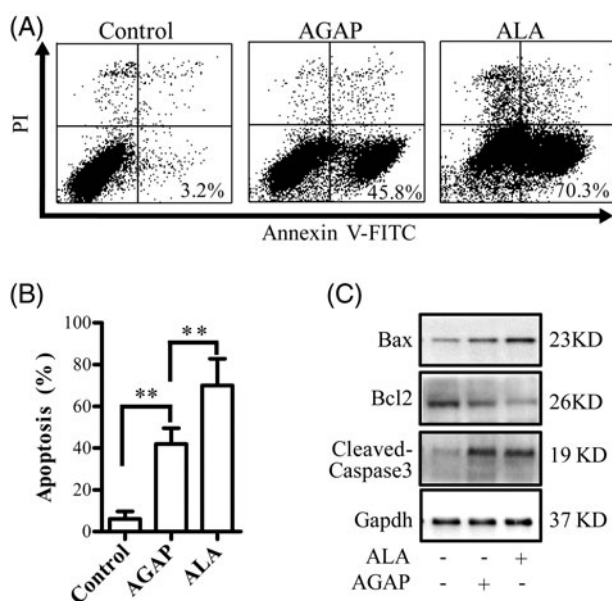 (A)
Control AGAP ALA
PI
3.2% 45.8% 70.3%
Annexin V-FITC
(B)
Apoptosis (%)
100
80
60
40
20
0
**
**
Control AGAP ALA
(C)
Bax 23KD
Bcl2 26KD
Cleaved-
Caspase3 19 KD
Gapdh 37 KD
ALA - - +
AGAP - + -